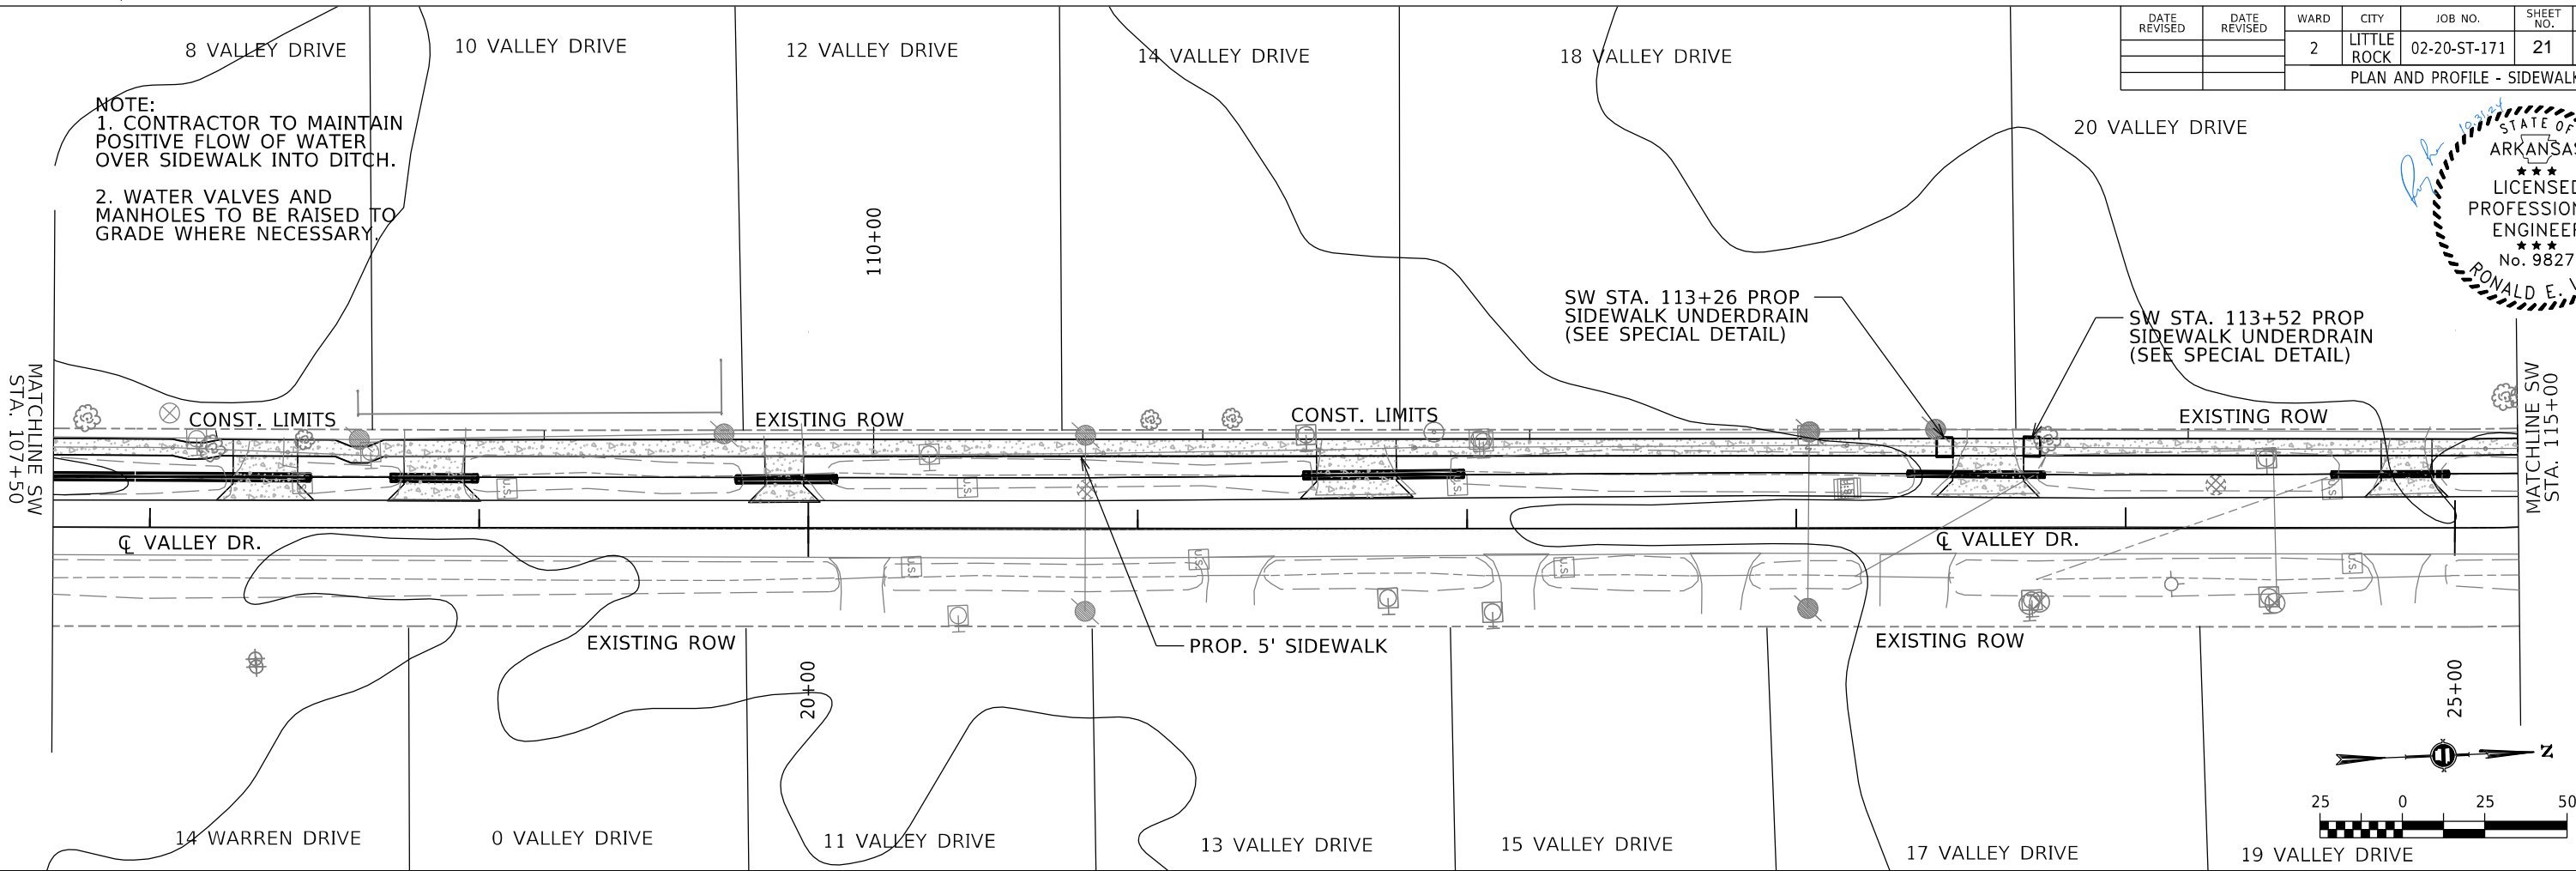 8 VALLEY DRIVE
10 VALLEY DRIVE
12 VALLEY DRIVE
14 VALLEY DRIVE
18 VALLEY DRIVE
20 VALLEY DRIVE
DATE
REVISED
DATE
REVISED
WARD
CITY
JOB NO.
SHEET
NO.
2
LITTLE
ROCK
02-20-ST-171
21
PLAN AND PROFILE - SIDEWALK
NOTE:
1. CONTRACTOR TO MAINTAIN
POSITIVE FLOW OF WATER
OVER SIDEWALK INTO DITCH.
2. WATER VALVES AND
MANHOLES TO BE RAISED TO
GRADE WHERE NECESSARY.
10.31.24
STATE OF
ARKANSAS
★★★
LICENSED
PROFESSION
ENGINEER
★★★
No. 9827
RONALD E.
110+00
SW STA. 113+26 PROP
SIDEWALK UNDERDRAIN
(SEE SPECIAL DETAIL)
SW STA. 113+52 PROP
SIDEWALK UNDERDRAIN
(SEE SPECIAL DETAIL)
MATCHLINE SW
STA. 107+50
MATCHLINE SW
STA. 115+00
CONST. LIMITS
EXISTING ROW
CONST. LIMITS
EXISTING ROW
U.S.
U.S.
U.S.
U.S.
℄ VALLEY DR.
℄ VALLEY DR.
U.S.
U.S.
U.S.
U.S.
EXISTING ROW
PROP. 5' SIDEWALK
EXISTING ROW
20+00
25+00
N
25 0 25 50
14 WARREN DRIVE
0 VALLEY DRIVE
11 VALLEY DRIVE
13 VALLEY DRIVE
15 VALLEY DRIVE
17 VALLEY DRIVE
19 VALLEY DRIVE